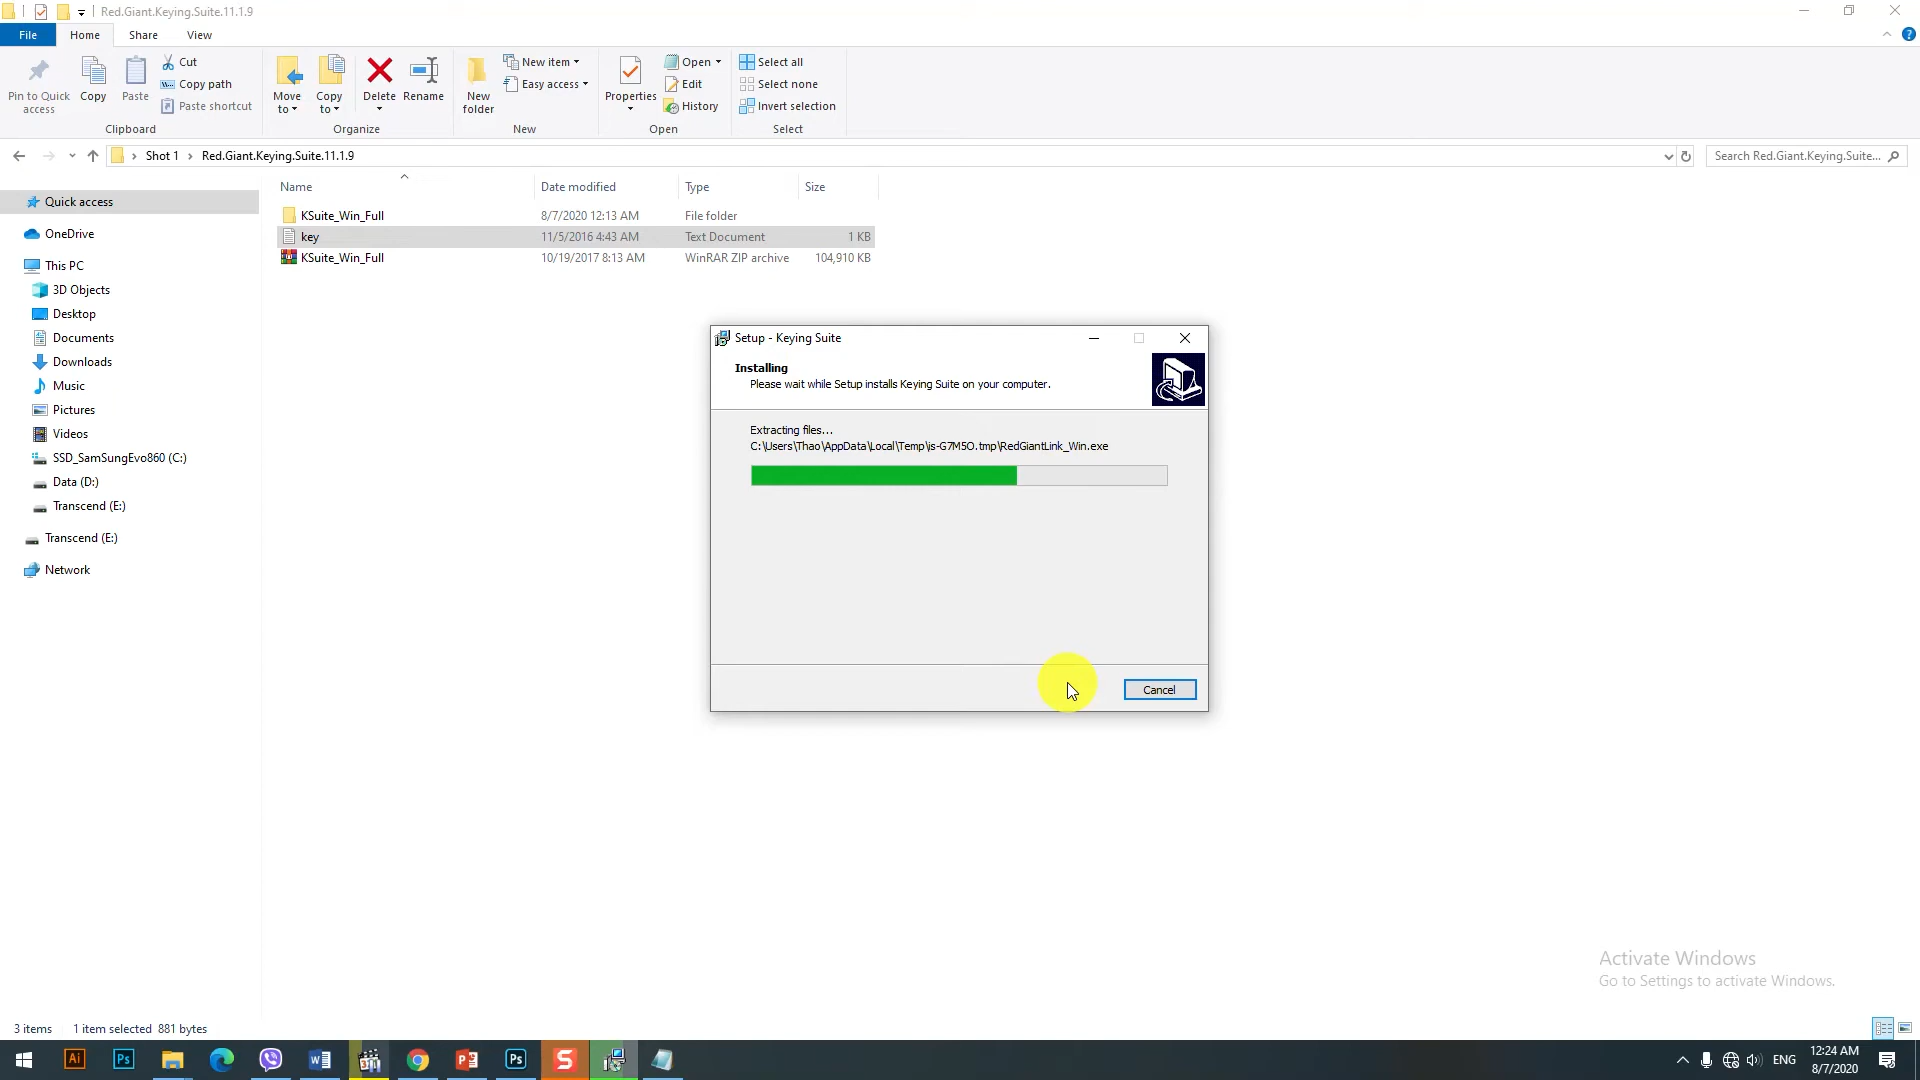 Red.Giant.Keying.Suite.11.1.9
File
Home
Share
View
Pin to Quick access
Copy
Paste
Cut
Copy path
Paste shortcut
Clipboard
Move to
Copy to
Delete
Rename
Organize
New folder
New item
Easy access
New
Properties
Open
Edit
History
Open
Select all
Select none
Invert selection
Select
Shot 1
Red.Giant.Keying.Suite.11.1.9
Search Red.Giant.Keying.Suite...
Name
Date modified
Type
Size
KSuite_Win_Full 8/7/2020 12:13 AM File folder
key 11/5/2016 4:43 AM Text Document 1 KB
KSuite_Win_Full 10/19/2017 8:13 AM WinRAR ZIP archive 104,910 KB
Quick access
OneDrive
This PC
3D Objects
Desktop
Documents
Downloads
Music
Pictures
Videos
SSD_SamSungEvo860 (C:)
Data (D:)
Transcend (E:)
Transcend (E:)
Network
Setup - Keying Suite
Installing
Please wait while Setup installs Keying Suite on your computer.
Extracting files...
C:\Users\Thao\AppData\Local\Temp\is-G7M5O.tmp\RedGiantLink_Win.exe
Cancel
Activate Windows
Go to Settings to activate Windows.
3 items
1 item selected 881 bytes
Ai
Ps
Ps
ENG
12:24 AM
8/7/2020